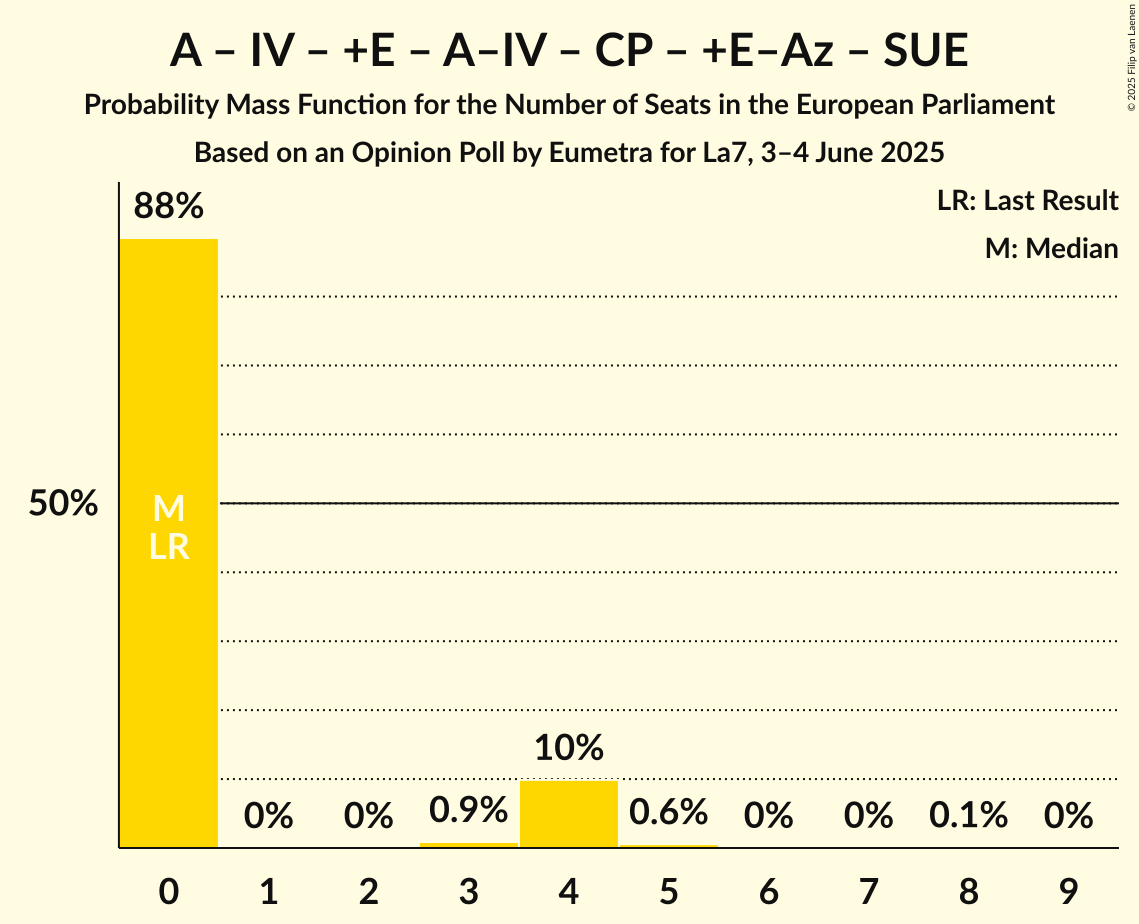 A – IV – +E – A–IV – CP – +E–Az – SUE
Probability Mass Function for the Number of Seats in the European Parliament
Based on an Opinion Poll by Eumetra for La7, 3–4 June 2025
© 2025 Filip van Laenen
LR: Last Result
M: Median
88%
50%
M
LR
10%
0% 0% 0.9% 0.6% 0% 0% 0.1% 0%
0 1 2 3 4 5 6 7 8 9